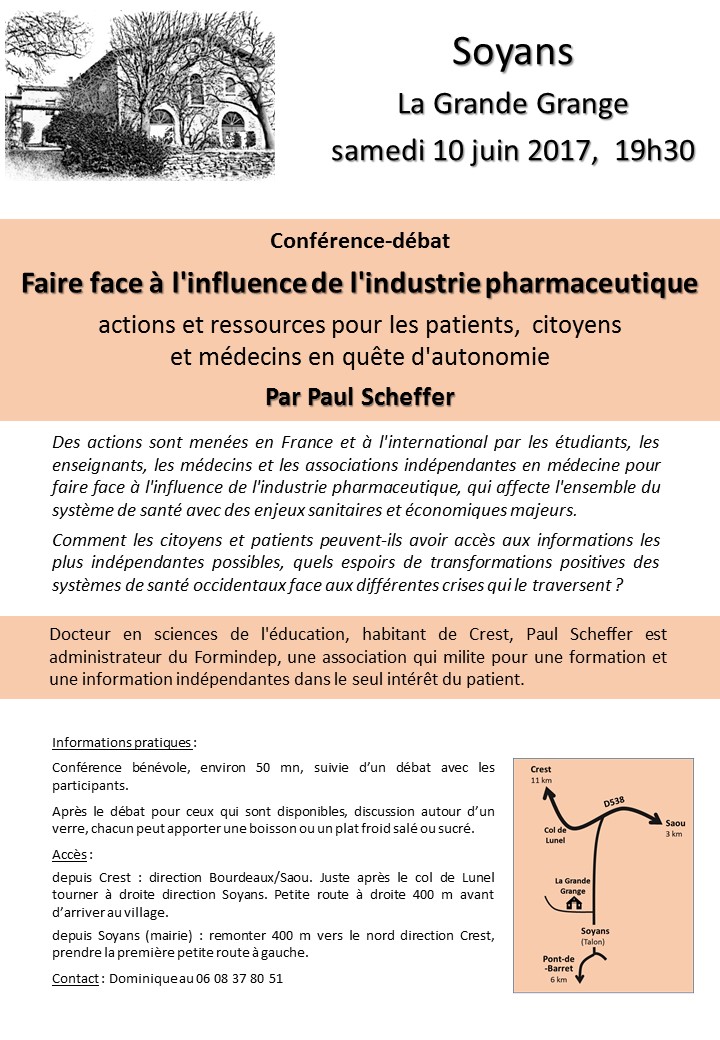 Soyans
La Grande Grange
samedi 10 juin 2017, 19h30
Conférence-débat
Faire face à l'influence de l'industrie pharmaceutique
actions et ressources pour les patients, citoyens
et médecins en quête d'autonomie
Par Paul Scheffer
Des actions sont menées en France et à l'international par les étudiants, les
enseignants, les médecins et les associations indépendantes en médecine pour
faire face à l'influence de l'industrie pharmaceutique, qui affecte l'ensemble du
système de santé avec des enjeux sanitaires et économiques majeurs.
Comment les citoyens et patients peuvent-ils avoir accès aux informations les
plus indépendantes possibles, quels espoirs de transformations positives des
systèmes de santé occidentaux face aux différentes crises qui le traversent ?
Docteur en sciences de l'éducation, habitant de Crest, Paul Scheffer est
administrateur du Formindep, une association qui milite pour une formation et
une information indépendantes dans le seul intérêt du patient.
Informations pratiques :
Conférence bénévole, environ 50 mn, suivie d'un débat avec les
participants.
Après le débat pour ceux qui sont disponibles, discussion autour d'un
verre, chacun peut apporter une boisson ou un plat froid salé ou sucré.
Accès :
depuis Crest : direction Bourdeaux/Saou. Juste après le col de Lunel
tourner à droite direction Soyans. Petite route à droite 400 m avant
d'arriver au village.
depuis Soyans (mairie) : remonter 400 m vers le nord direction Crest,
prendre la première petite route à gauche.
Contact : Dominique au 06 08 37 80 51
Crest
11 km
D538
Saou
3 km
Col de
Lunel
La Grande
Grange
Soyans
(Talon)
Pont-de
-Barret
6 km